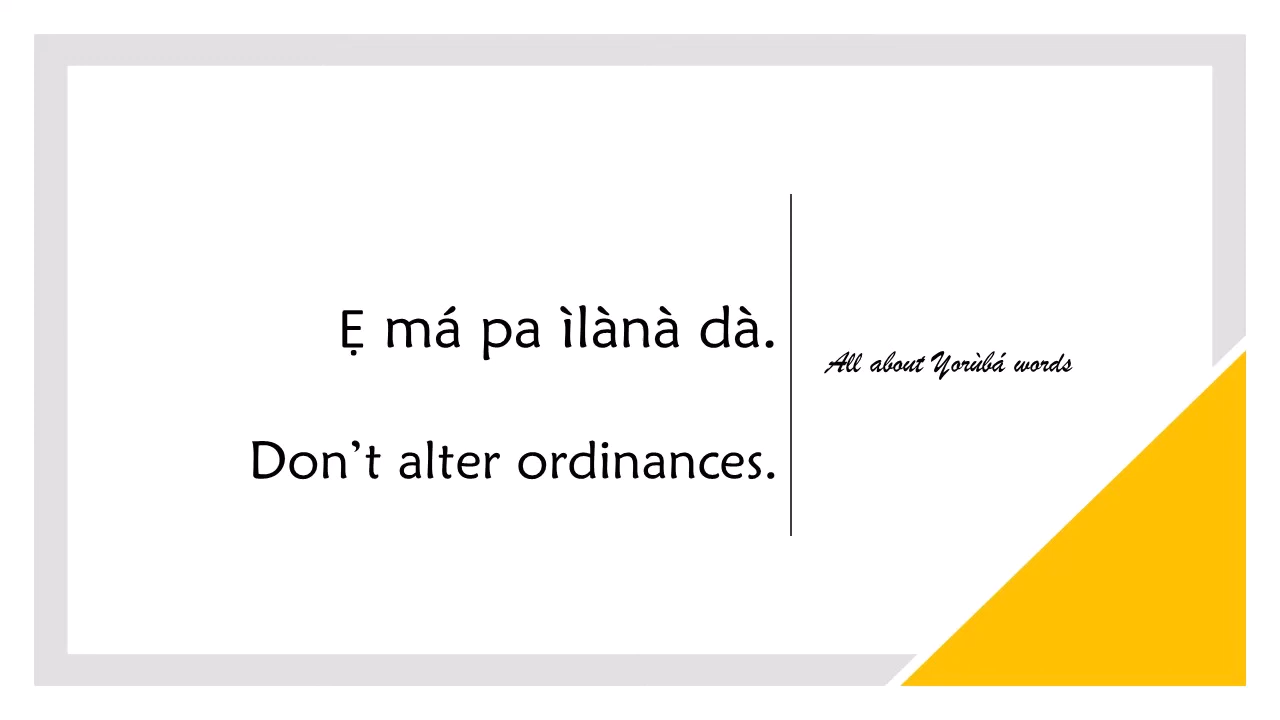 Ẹ má pa ìlànà dà.
Don’t alter ordinances.
All about Yorùbá words